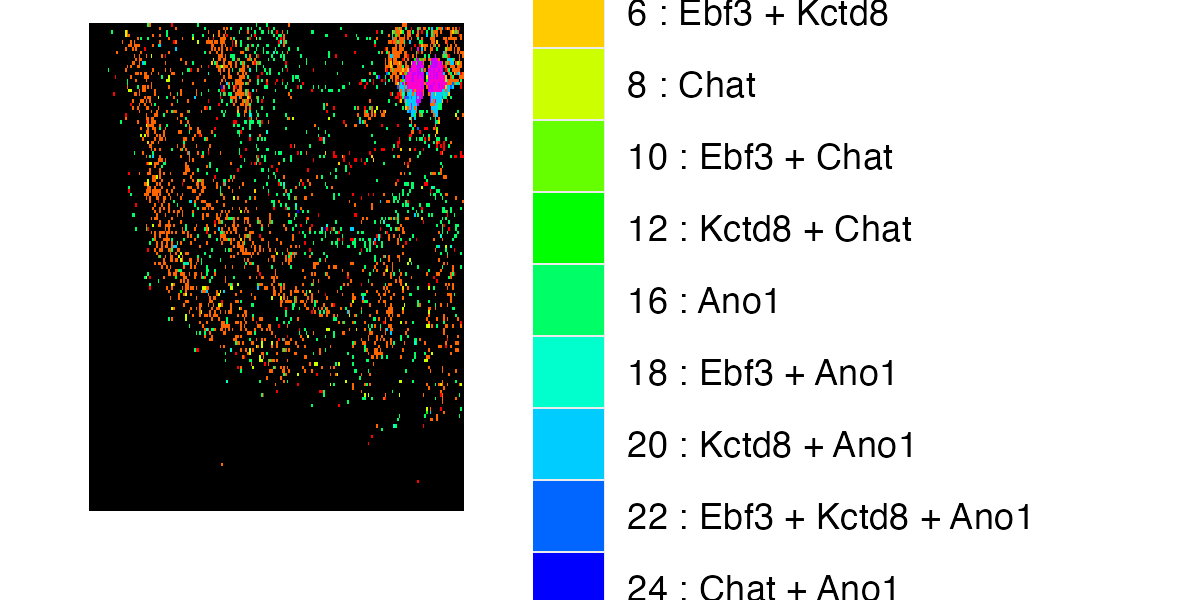 6 : Ebf3 + Kctd8
8 : Chat
10 : Ebf3 + Chat
12 : Kctd8 + Chat
16 : Ano1
18 : Ebf3 + Ano1
20 : Kctd8 + Ano1
22 : Ebf3 + Kctd8 + Ano1
24 : Chat + Ano1